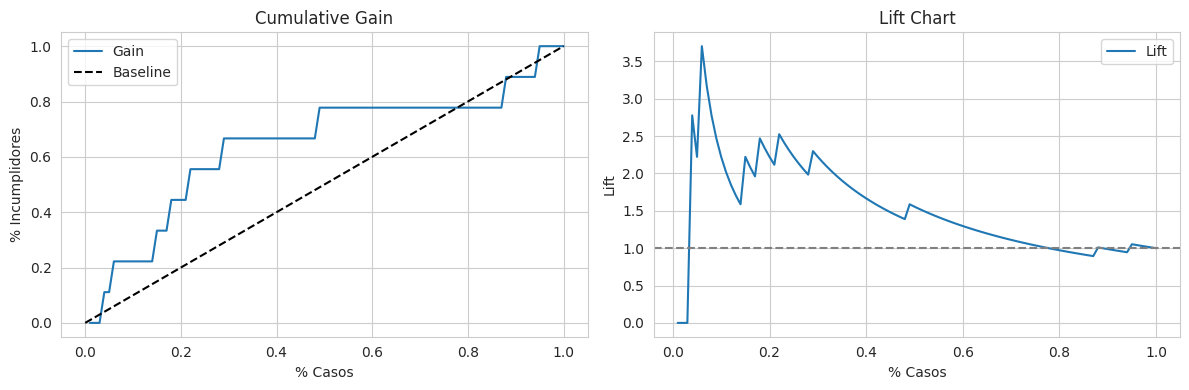 Cumulative Gain
Gain
Baseline
% Incumplidores
1.0
0.8
0.6
0.4
0.2
0.0
0.0 0.2 0.4 0.6 0.8 1.0
% Casos
Lift Chart
Lift
Lift
3.5
3.0
2.5
2.0
1.5
1.0
0.5
0.0
0.0 0.2 0.4 0.6 0.8 1.0
% Casos